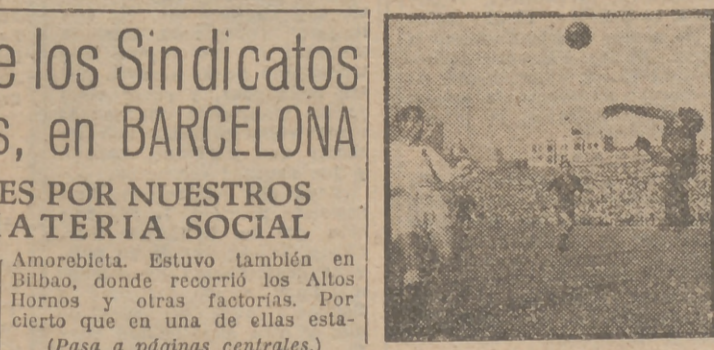 e los Sindicatos
s, en BARCELONA
ES POR NUESTROS
ATERIA SOCIAL
Amorebieta. Estuvo también en
Bilbao, donde recorrió los Altos
Hornos y otras factorías. Por
cierto que en una de ellas esta-
(Pasa a páginas centrales.)